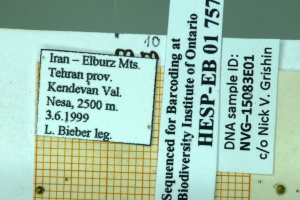 10
Iran – Elburz Mts.
Tehran prov.
Kendevan Val.
Nesa, 2500 m.
3.6.1999
L. Bieber leg.
Sequenced for Barcoding at
Biodiversity Institute of Ontario
HESP-EB 01 757
DNA sample ID:
NVG-15083E01
c/o Nick V. Grishin